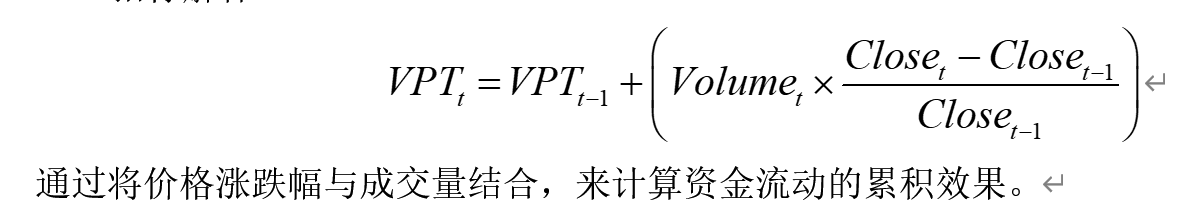 VPT_t = VPT_{t-1} + ( Volume_t × \frac{Close_t - Close_{t-1}}{Close_{t-1}} ) ↵
通过将价格涨跌幅与成交量结合，来计算资金流动的累积效果。↵